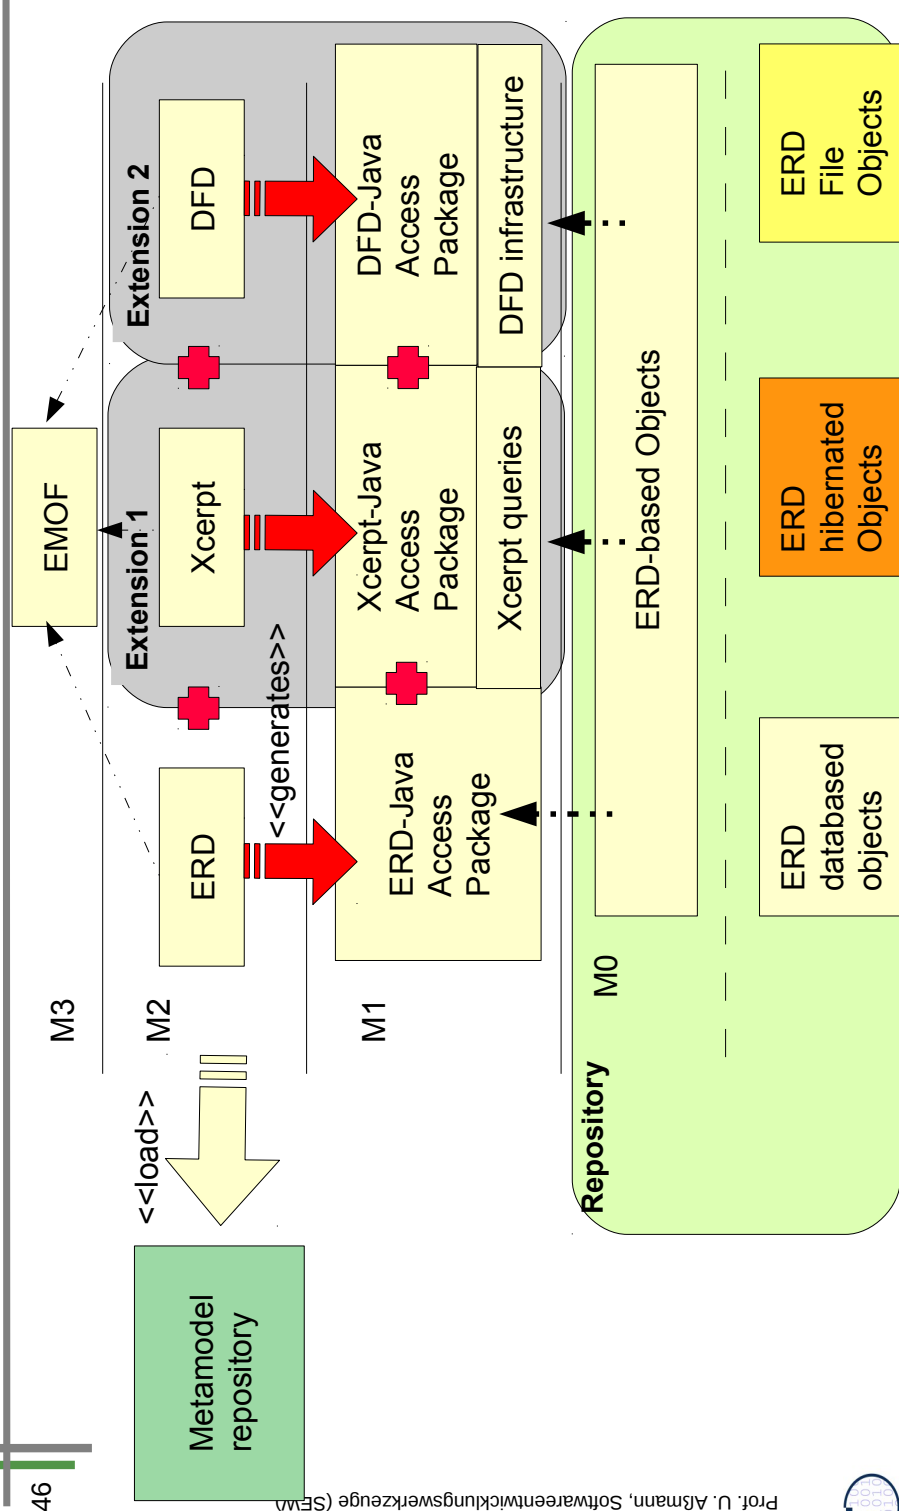 M3
EMOF
<<load>>
M2
Extension 1
Extension 2
Metamodel
repository
ERD
Xcerpt
DFD
<<generates>>
M1
ERD-Java
Access
Package
Xcerpt-Java
Access
Package
Xcerpt queries
DFD-Java
Access
Package
DFD infrastructure
Repository
M0
ERD-based Objects
ERD
databased
objects
ERD
hibernated
Objects
ERD
File
Objects
46
Prof. U. Aßmann, Softwareentwicklungswerkzeuge (SEW)